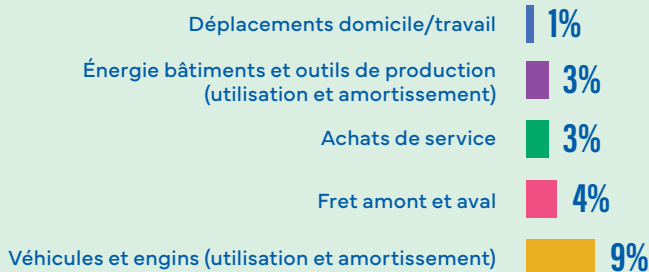 Déplacements domicile/travail 1%
Énergie bâtiments et outils de production
(utilisation et amortissement) 3%
Achats de service 3%
Fret amont et aval 4%
Véhicules et engins (utilisation et amortissement) 9%